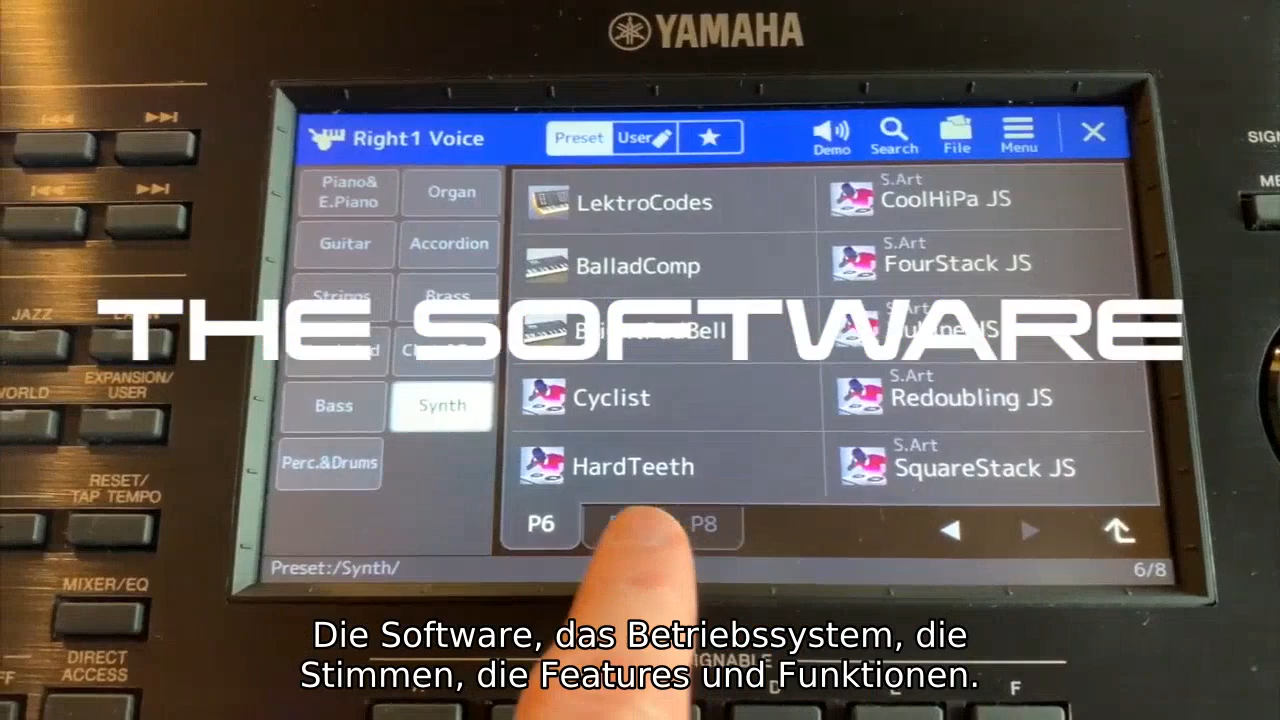 YAMAHA
Right1 Voice
Preset
User
Demo
Search
File
Menu
Piano&
E.Piano
Organ
Guitar
Accordion
Strings
Brass
Bass
Synth
Perc.&Drums
LektroCodes
BalladComp
Cyclist
HardTeeth
S.Art
CoolHiPa JS
S.Art
FourStack JS
S.Art
S.Art
Redoubling JS
S.Art
SquareStack JS
P6
P8
Preset:/Synth/
6/8
THE SOFTWARE
JAZZ
EXPANSION/
USER
RESET/
TAP TEMPO
MIXER/EQ
DIRECT
ACCESS
E
F
Die Software, das Betriebssystem, die
Stimmen, die Features und Funktionen.